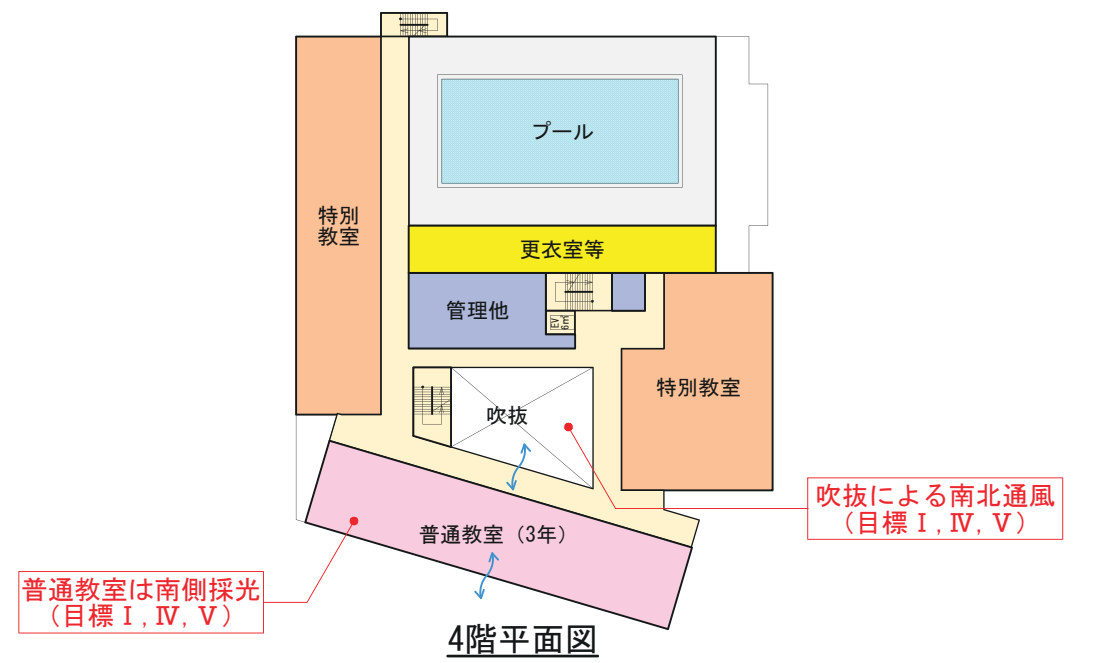 プール
特別
教室
更衣室等
管理他
EV
6㎡
特別教室
吹抜
吹抜による南北通風
（目標Ⅰ,Ⅳ,Ⅴ）
普通教室（3年）
普通教室は南側採光
（目標Ⅰ,Ⅳ,Ⅴ）
4階平面図